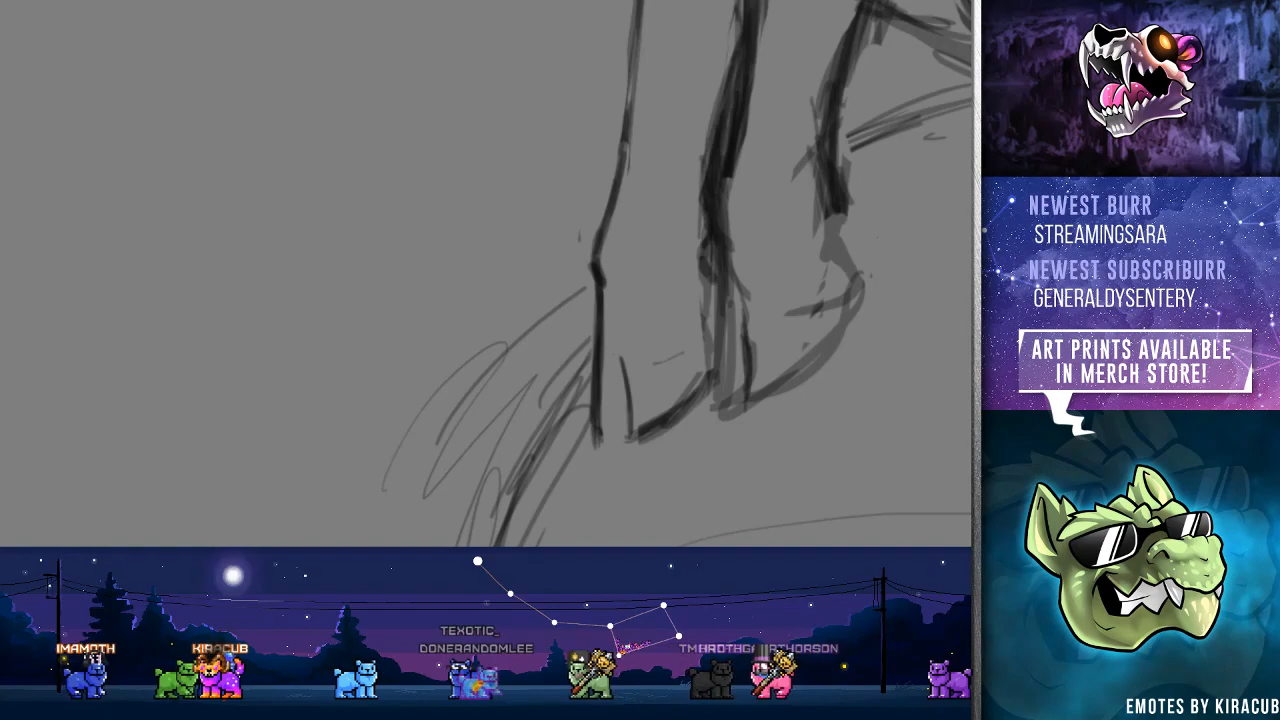 NEWEST BURR
STREAMINGSARA
NEWEST SUBSCRIBURR
GENERALDYSENTERY
ART PRINTS AVAILABLE
IN MERCH STORE!
TEXOTIC_
IMAMOTH
KIRACUB
DONERANDOMLEE
EMOTES BY KIRACUB